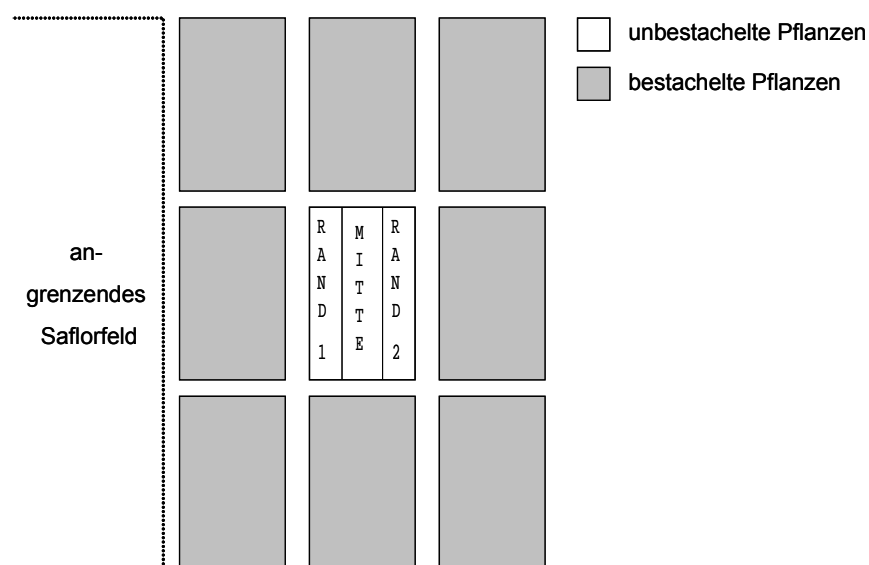 unbestachelte Pflanzen
bestachelte Pflanzen
an-
grenzendes
Saflorfeld
RAND 1
MITTE
RAND 2